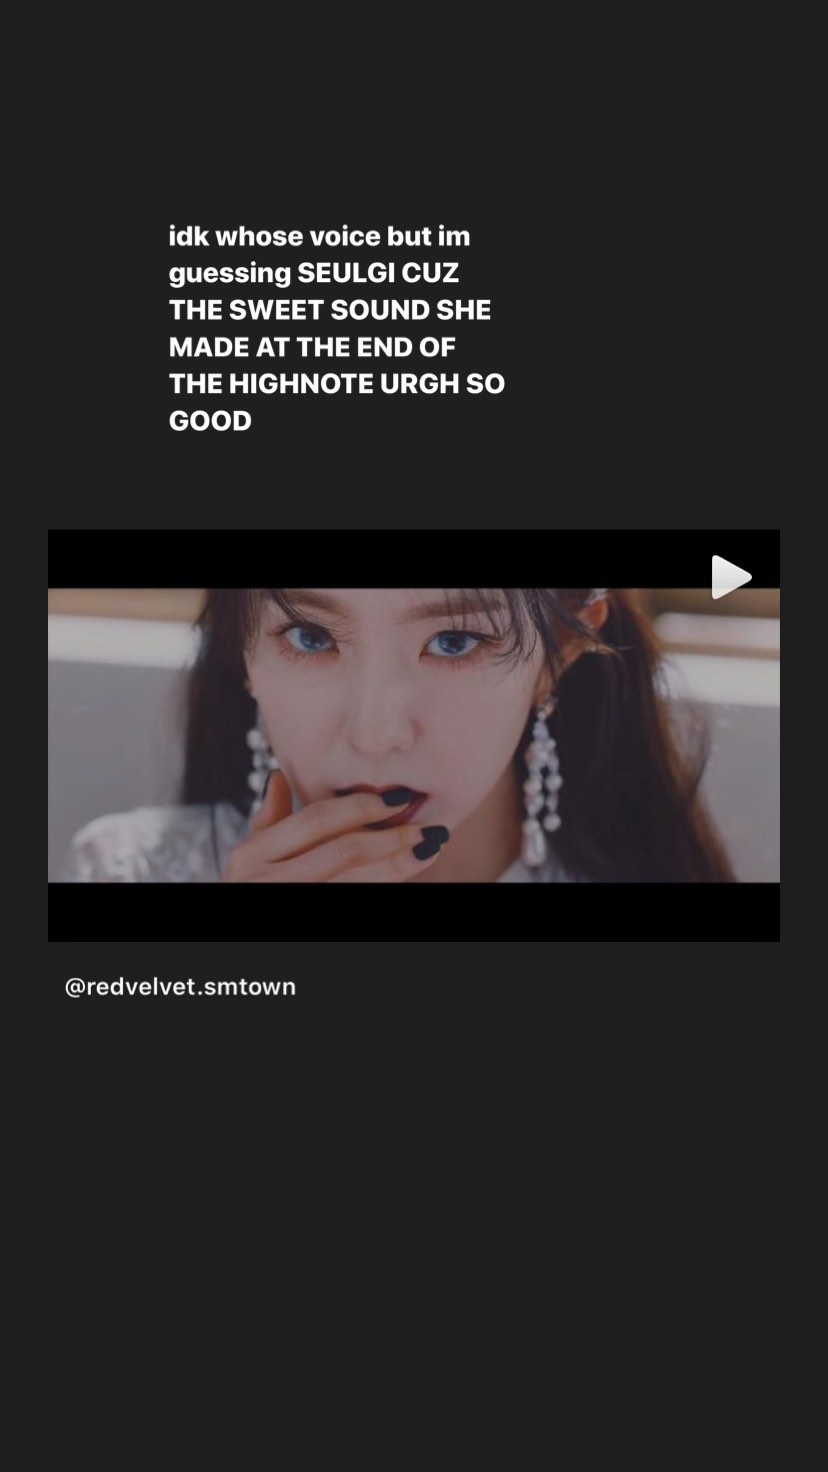 idk whose voice but im
guessing SEULGI CUZ
THE SWEET SOUND SHE
MADE AT THE END OF
THE HIGHNOTE URGH SO
GOOD
@redvelvet.smtown